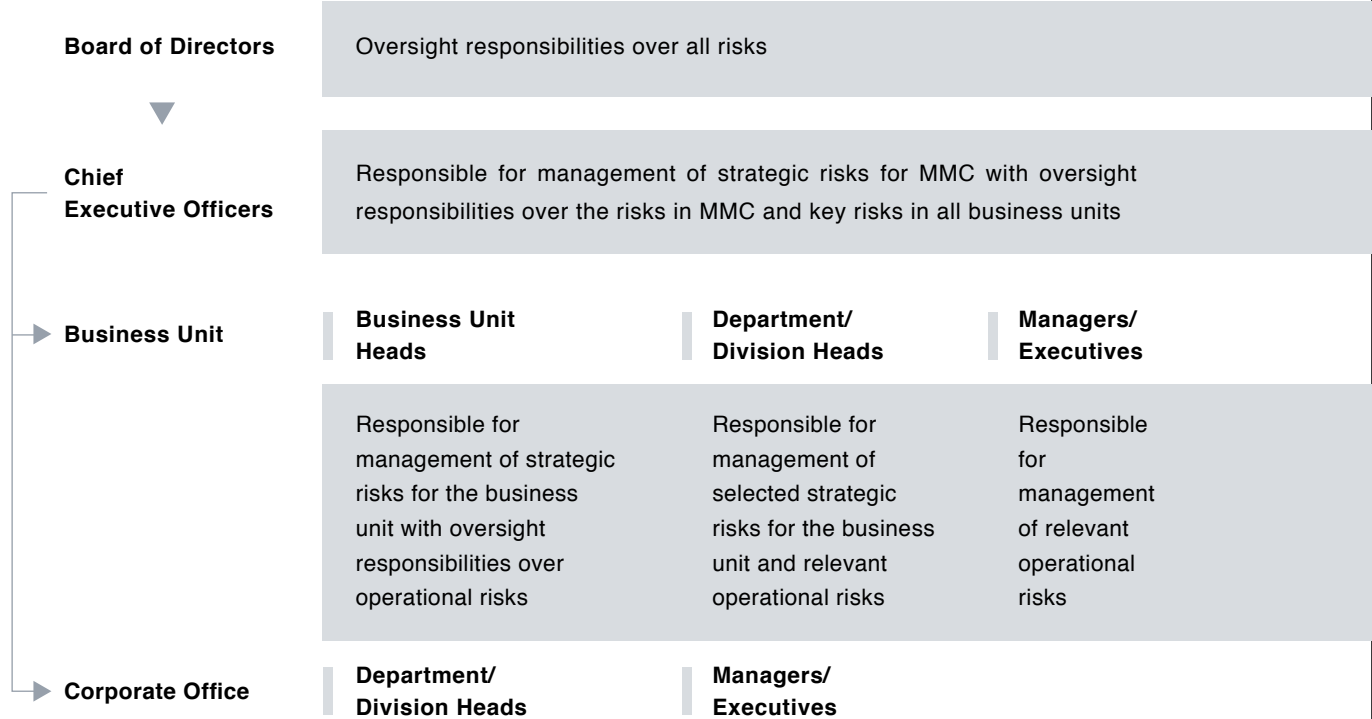 Board of Directors
Oversight responsibilities over all risks
Chief
Executive Officers
Responsible for management of strategic risks for MMC with oversight
responsibilities over the risks in MMC and key risks in all business units
Business Unit
Business Unit
Heads
Department/
Division Heads
Managers/
Executives
Responsible for
management of strategic
risks for the business
unit with oversight
responsibilities over
operational risks
Responsible for
management of
selected strategic
risks for the business
unit and relevant
operational risks
Responsible
for
management
of relevant
operational
risks
Corporate Office
Department/
Division Heads
Managers/
Executives